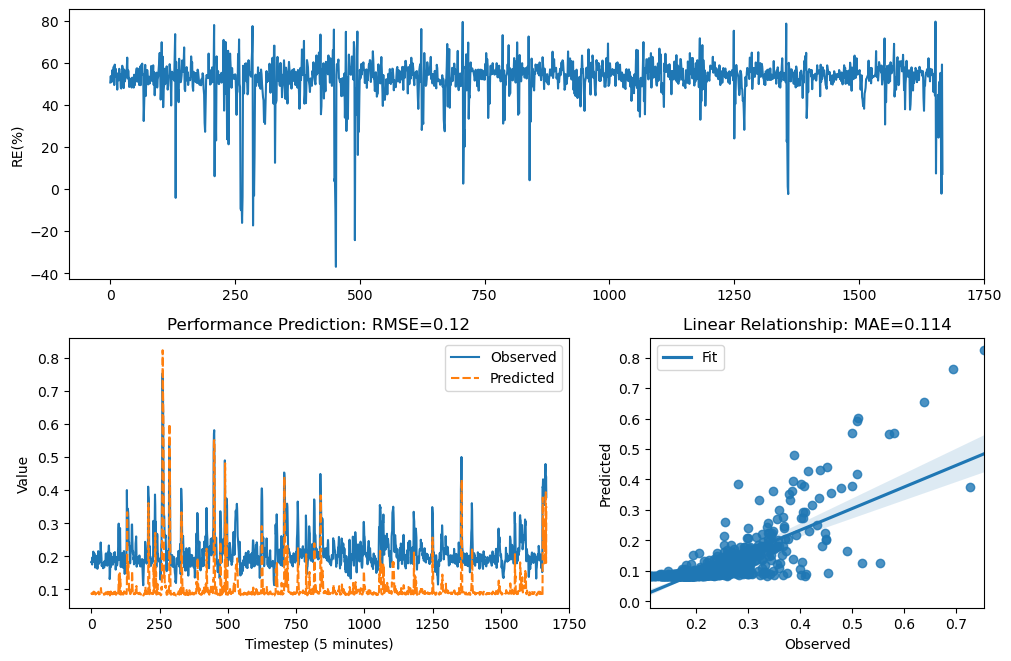 80
60
40
20
0
−20
−40
RE(%)
0 250 500 750 1000 1250 1500 1750
Performance Prediction: RMSE=0.12
Observed
Predicted
0.8
0.7
0.6
0.5
0.4
0.3
0.2
0.1
Value
0 250 500 750 1000 1250 1500 1750
Timestep (5 minutes)
Linear Relationship: MAE=0.114
Fit
0.8
0.7
0.6
0.5
0.4
0.3
0.2
0.1
0.0
Predicted
0.2 0.3 0.4 0.5 0.6 0.7
Observed